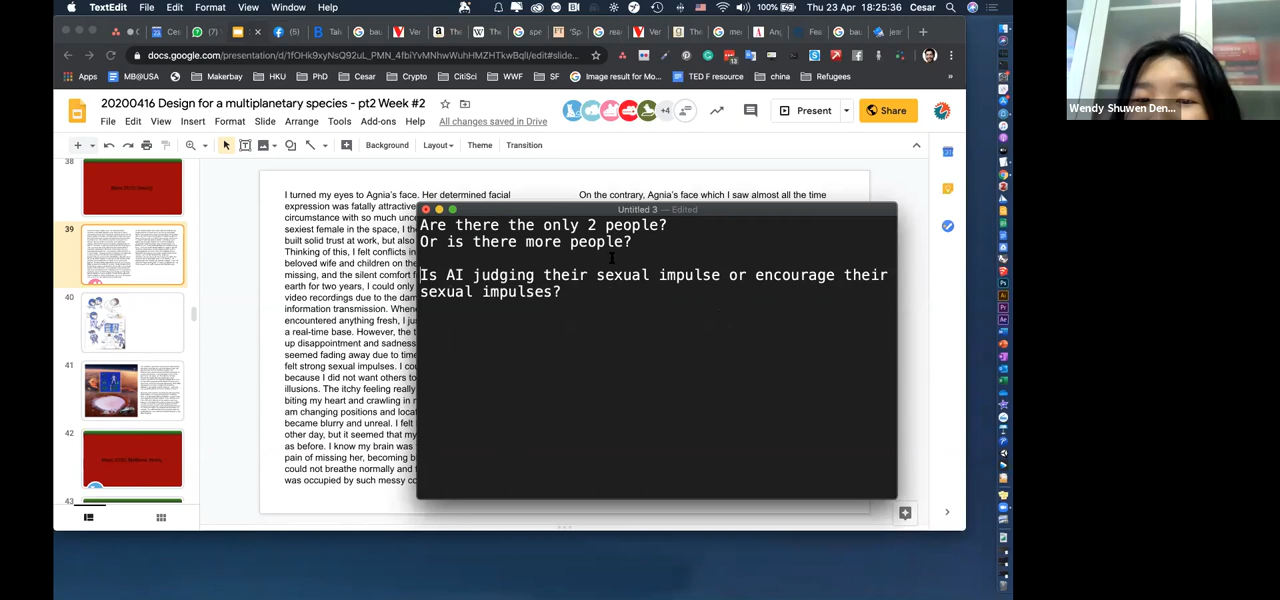 TextEdit File Edit Format View Window Help
100% Thu 23 Apr 18:25:36 Cesar
docs.google.com/presentation/d/1fOHk9xyNsQ92uL_PMN_4fbiYvMNhwWuhHMZHTkwBqlI/edit#slide...
Apps MB@USA Makerbay HKU PhD Cesar Crypto CitSci WWF SF Image result for Mo... TED F resource china Refugees
20200416 Design for a multiplanetary species - pt2 Week #2
+4
Present
Share
File Edit View Insert Format Slide Arrange Tools Add-ons Help All changes saved in Drive
Background Layout Theme Transition
38
39
40
41
42
43
I turned my eyes to Agnia's face. Her determined facial
expression was fatally attractive
circumstance with so much unce
sexiest female in the space, I
built solid trust at work, but also
Thinking of this, I felt conflicts in
beloved wife and children on the
missing, and the silent comfort
earth for two years, I could only
video recordings due to the dam
information transmission. Whene
encountered anything fresh, I ju
a real-time base. However, the
up disappointment and sadness
seemed fading away due to time
felt strong sexual impulses. I cou
because I did not want others to
illusions. The itchy feeling really
biting my heart and crawling in
am changing positions and locat
became blurry and unreal. I felt
other day, but it seemed that my
as before. I know my brain was
pain of missing her, becoming b
could not breathe normally and
was occupied by such messy co
On the contrary, Agnia's face which I saw almost all the time
Untitled 3 — Edited
Are there the only 2 people?
Or is there more people?
Is AI judging their sexual impulse or encourage their
sexual impulses?
Wendy Shuwen Den...